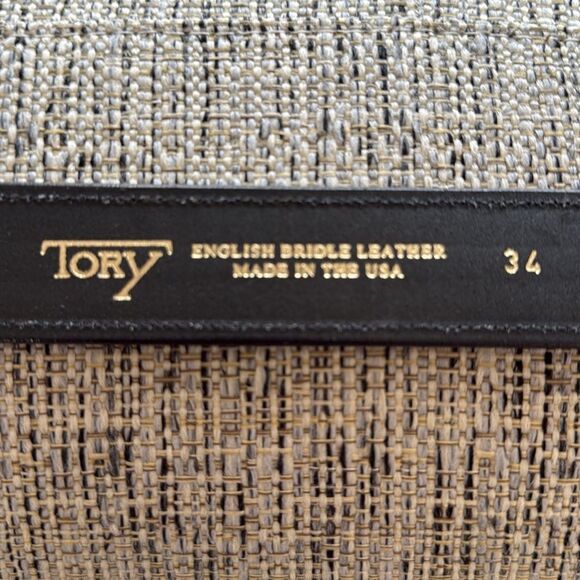 TORY
ENGLISH BRIDLE LEATHER
MADE IN THE USA
34